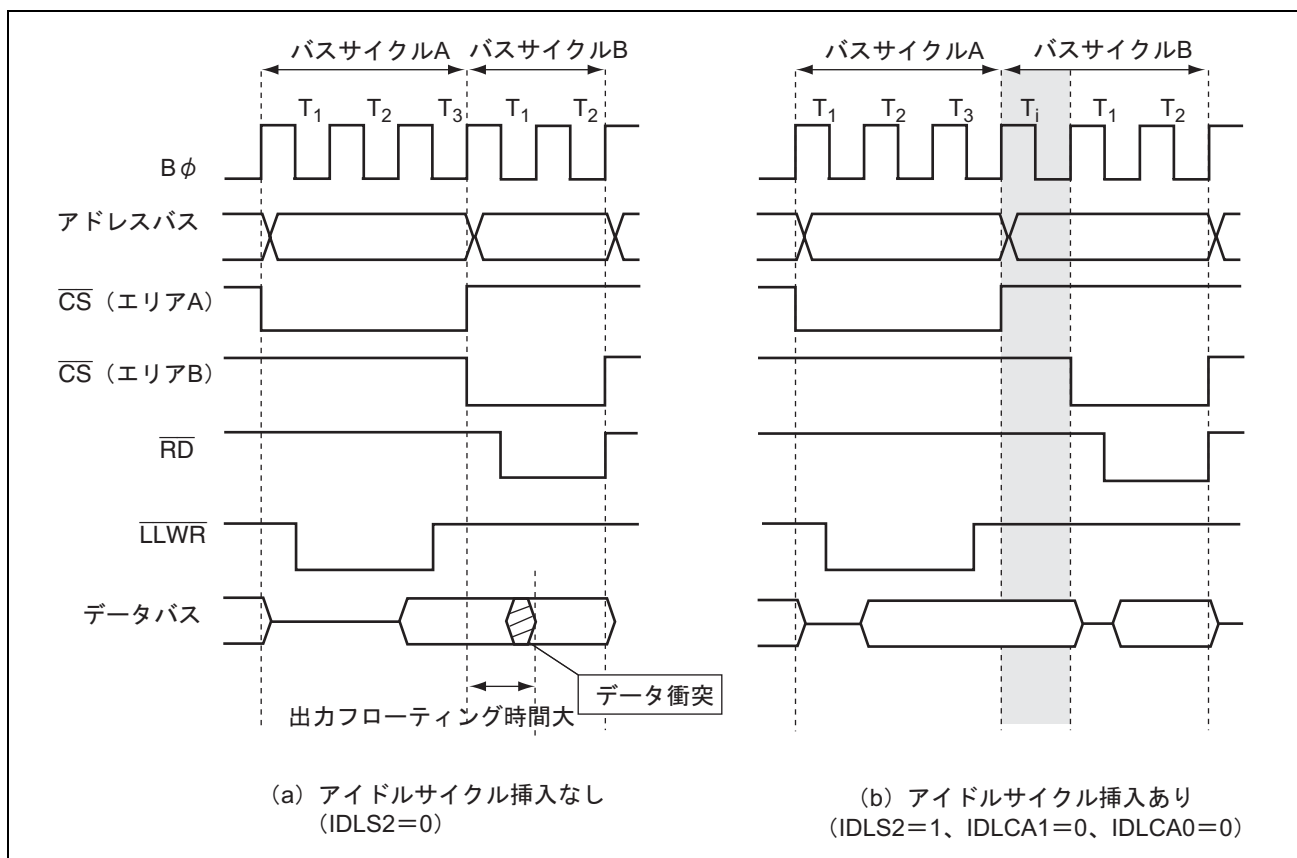 バスサイクルA バスサイクルB
T1 T2 T3 T1 T2
Bφ
アドレスバス
CS（エリアA）
CS（エリアB）
RD
LLWR
データバス
データ衝突
出力フローティング時間大
（a）アイドルサイクル挿入なし
（IDLS2＝0）
バスサイクルA バスサイクルB
T1 T2 T3 Ti T1 T2
（b）アイドルサイクル挿入あり
（IDLS2＝1、IDLCA1＝0、IDLCA0＝0）